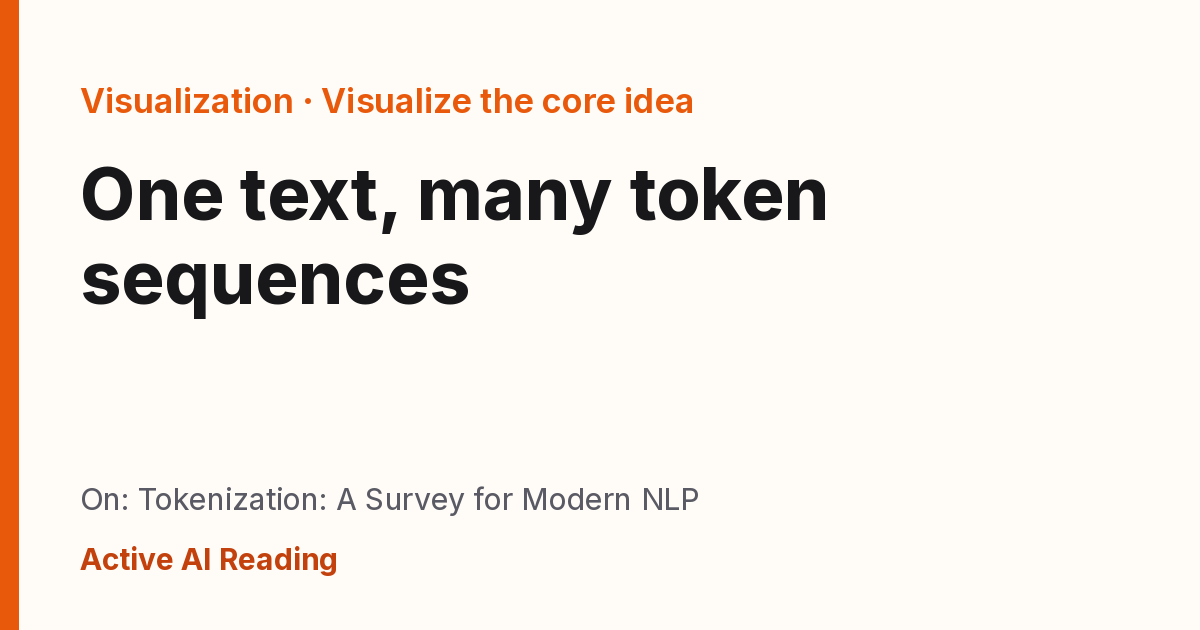 Visualization · Visualize the core idea
One text, many token
sequences
On: Tokenization: A Survey for Modern NLP
Active AI Reading